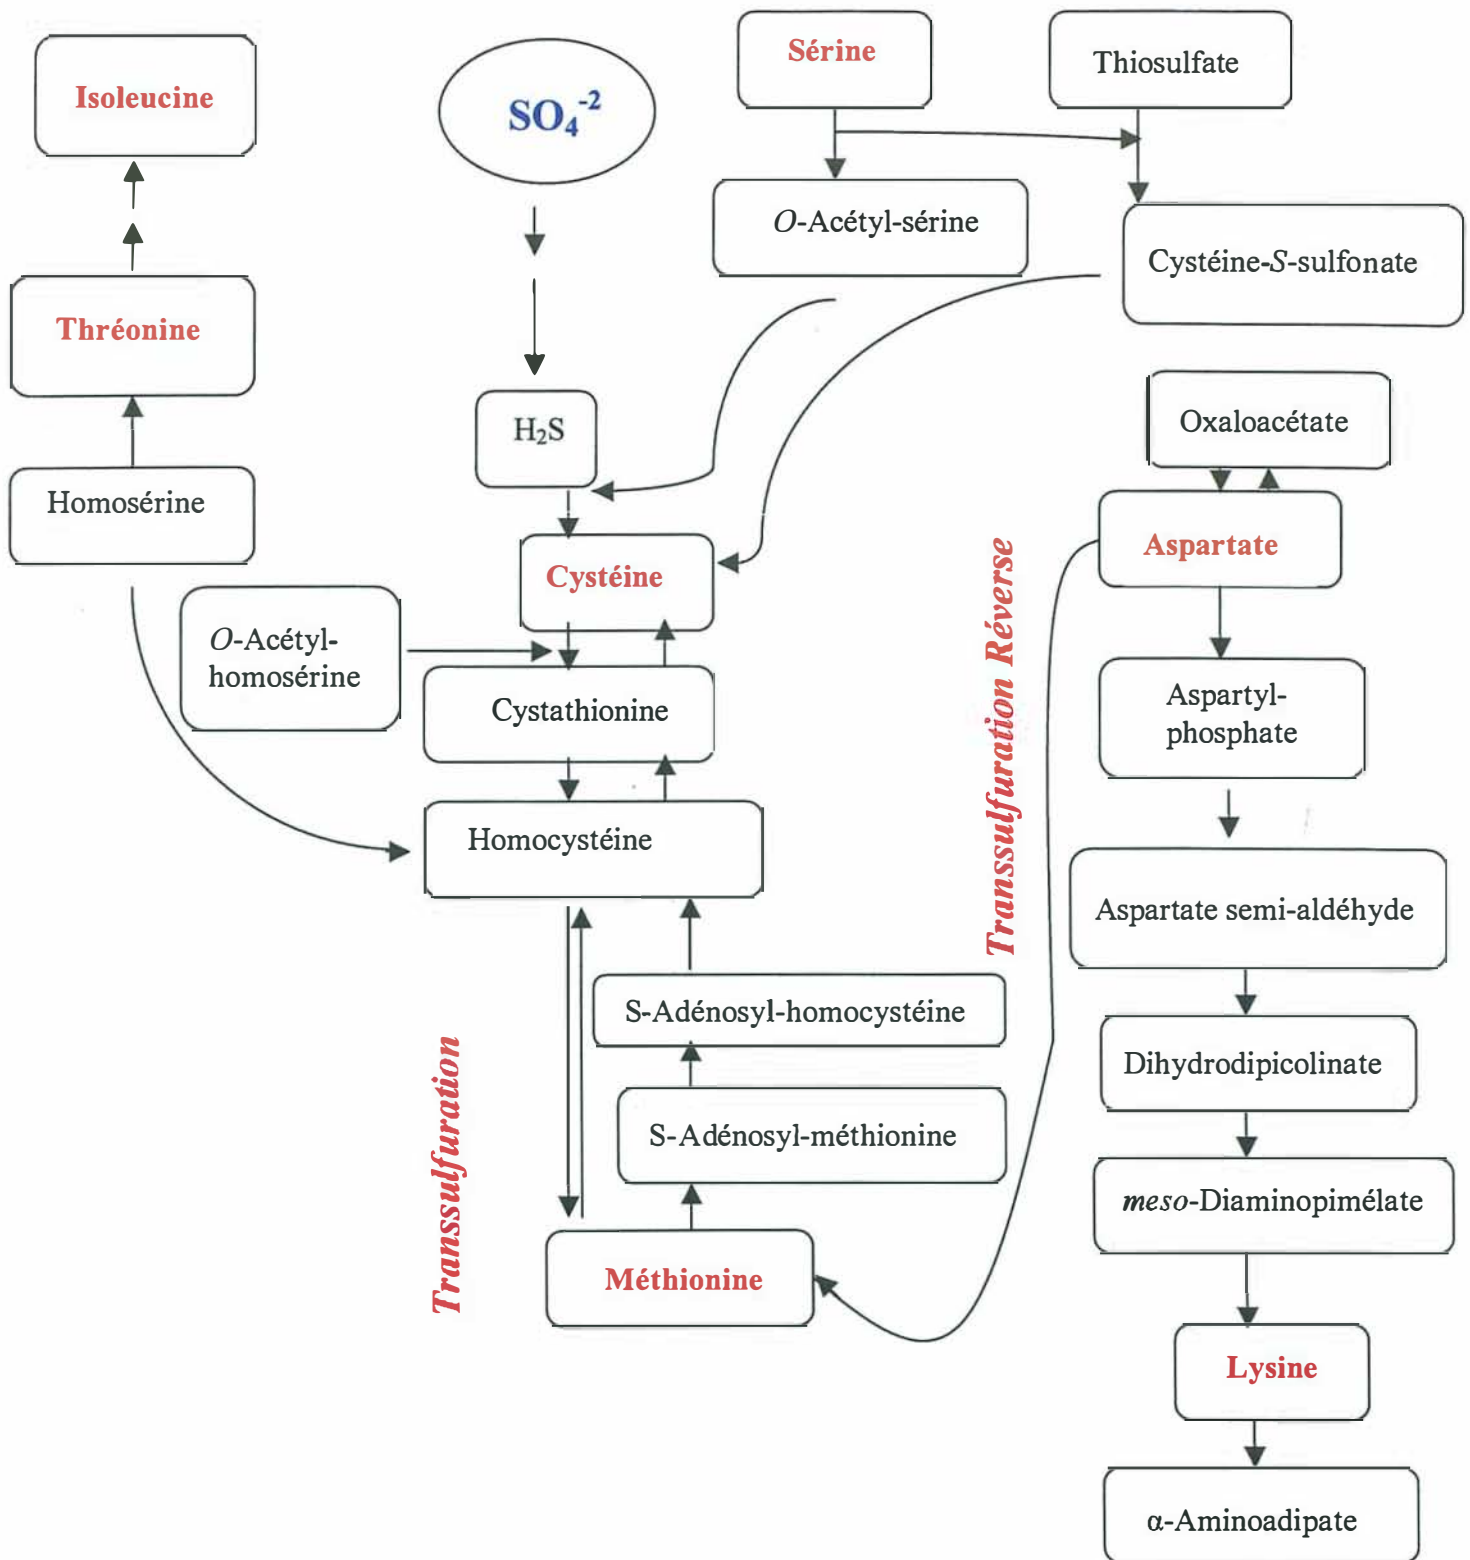 Sérine
Thiosulfate
Isoleucine
SO₄⁻²
O-Acétyl-sérine
Cystéine-S-sulfonate
Thréonine
H₂S
Oxaloacétate
Homosérine
Aspartate
Cystéine
O-Acétyl-
homosérine
Cystathionine
Aspartyl-
phosphate
Transsulfuration Réverse
Homocystéine
Aspartate semi-aldéhyde
S-Adénosyl-homocystéine
Dihydrodipicolinate
Transsulfuration
S-Adénosyl-méthionine
meso-Diaminopimélate
Méthionine
Lysine
α-Aminoadipate